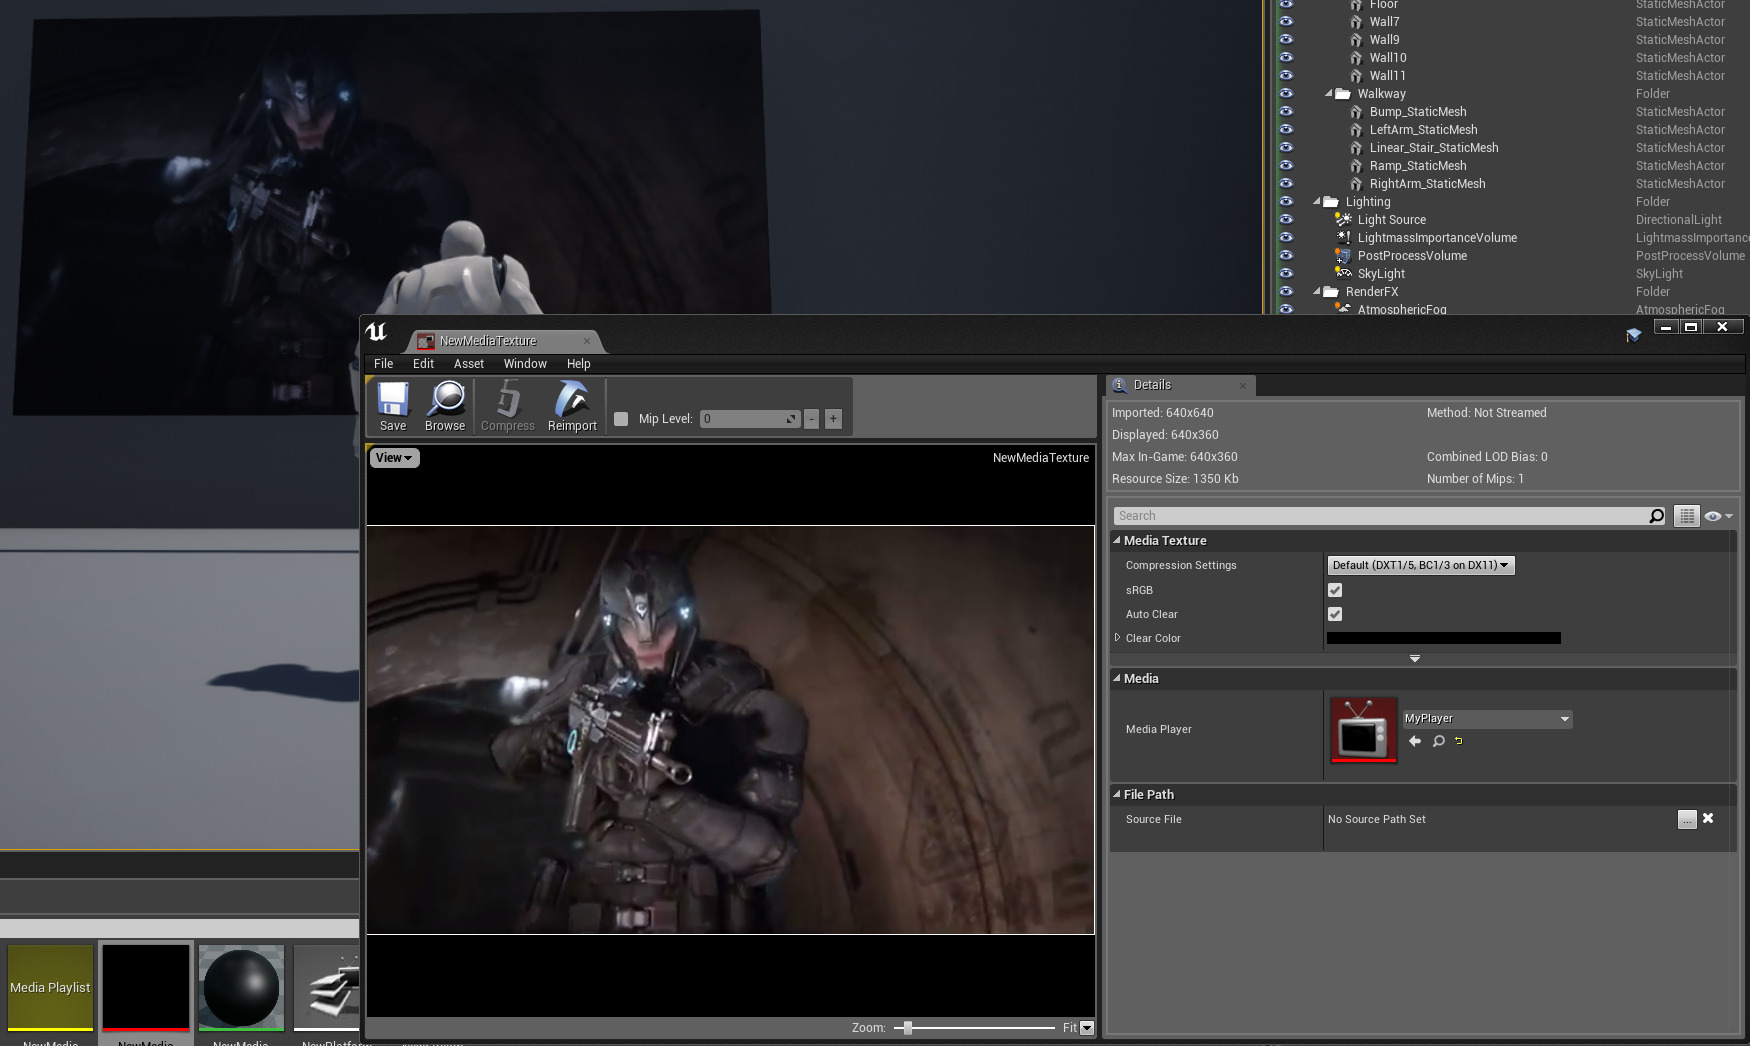 Floor StaticMeshActor
Wall7 StaticMeshActor
Wall9 StaticMeshActor
Wall10 StaticMeshActor
Wall11 StaticMeshActor
Walkway Folder
Bump_StaticMesh StaticMeshActor
LeftArm_StaticMesh StaticMeshActor
Linear_Stair_StaticMesh StaticMeshActor
Ramp_StaticMesh StaticMeshActor
RightArm_StaticMesh StaticMeshActor
Lighting Folder
Light Source DirectionalLight
LightmassImportanceVolume LightmassImportanc
PostProcessVolume PostProcessVolume
SkyLight SkyLight
RenderFX Folder
AtmosphericFog AtmosphericFog
NewMediaTexture
File Edit Asset Window Help
Save Browse Compress Reimport
Mip Level: 0 - +
View
NewMediaTexture
Zoom: Fit
Details
Imported: 640x640 Method: Not Streamed
Displayed: 640x360
Max In-Game: 640x360 Combined LOD Bias: 0
Resource Size: 1350 Kb Number of Mips: 1
Search
Media Texture
Compression Settings Default (DXT1/5, BC1/3 on DX11)
sRGB
Auto Clear
Clear Color
Media
Media Player MyPlayer
File Path
Source File No Source Path Set ...
Media Playlist
NewMedia NewMedia NewMedia NewPlatform